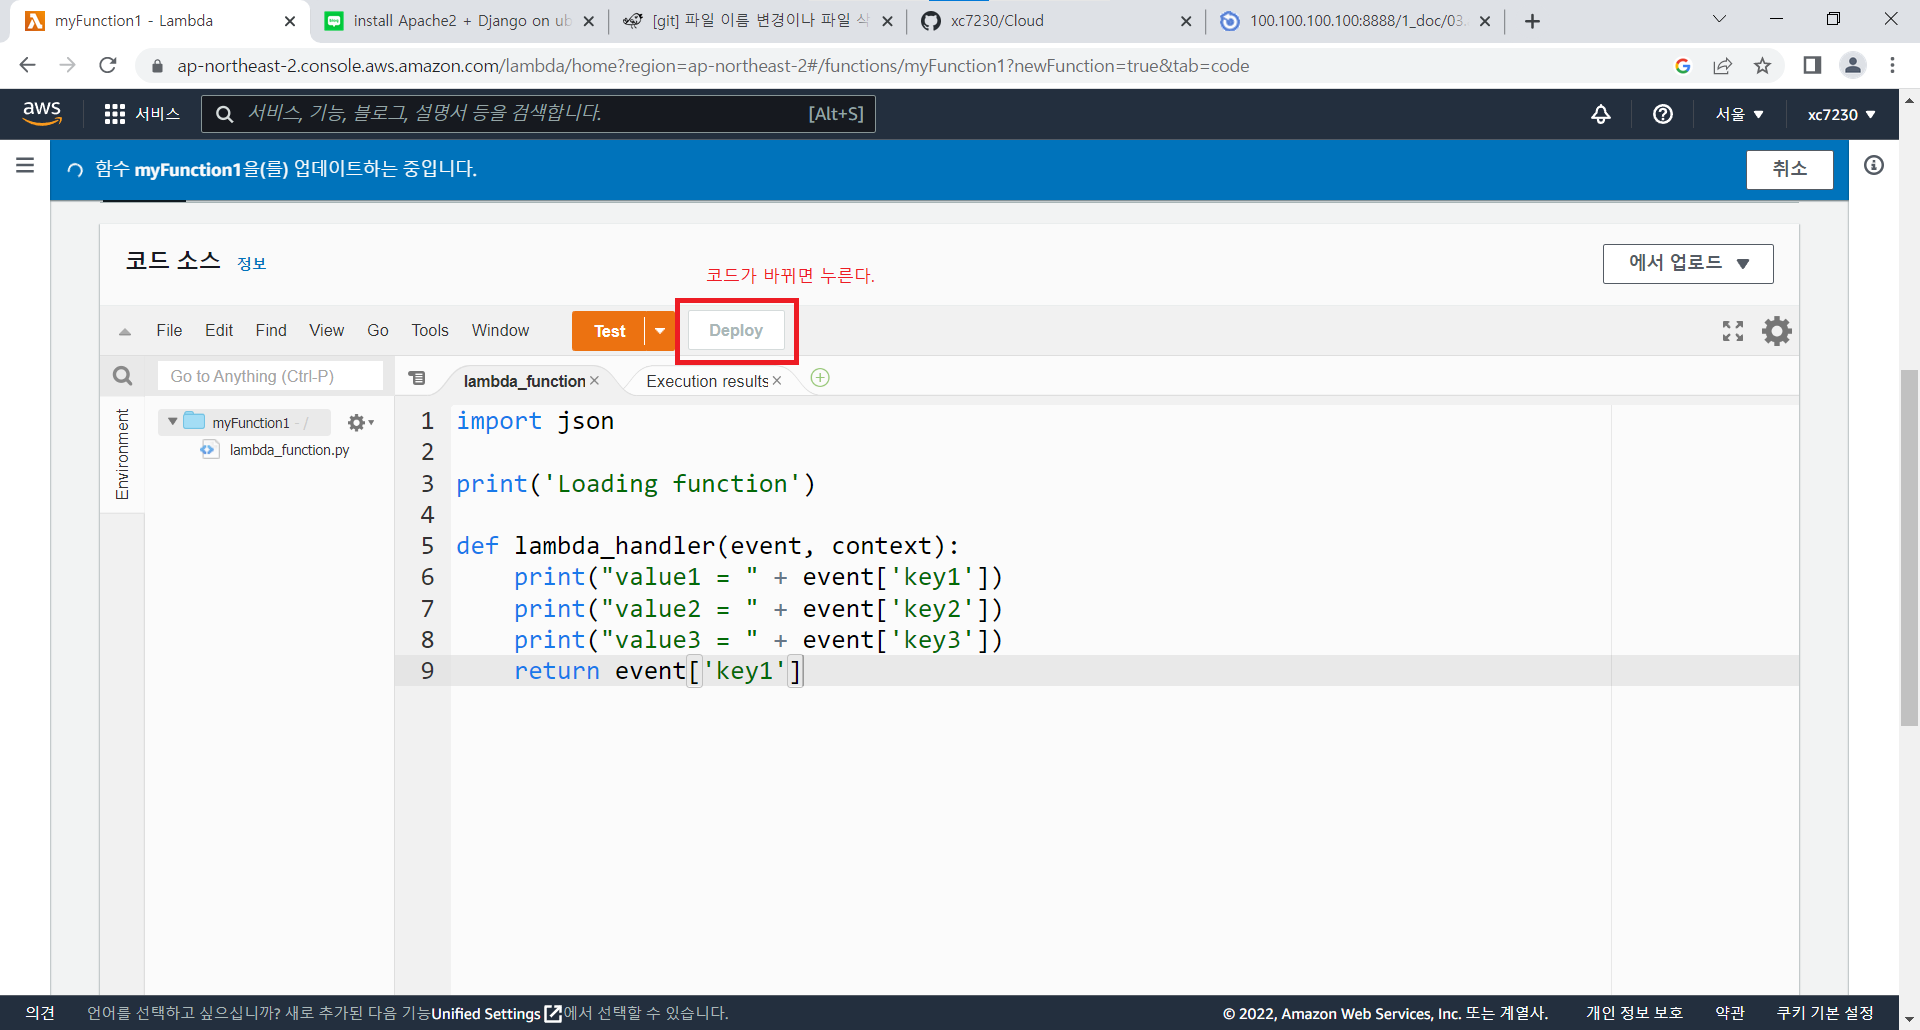 myFunction1 - Lambda
install Apache2 + Django on ub
[git] 파일 이름 변경이나 파일 삭
xc7230/Cloud
100.100.100.100:8888/1_doc/03.
ap-northeast-2.console.aws.amazon.com/lambda/home?region=ap-northeast-2#/functions/myFunction1?newFunction=true&tab=code
aws
서비스
서비스, 기능, 블로그, 설명서 등을 검색합니다.
[Alt+S]
서울 ▼
xc7230 ▼
함수 myFunction1을(를) 업데이트하는 중입니다.
취소
코드 소스 정보
코드가 바뀌면 누른다.
에서 업로드 ▼
File Edit Find View Go Tools Window
Test
Deploy
Go to Anything (Ctrl-P)
lambda_function
Execution results
Environment
myFunction1 - /
lambda_function.py
1 import json
2
3 print('Loading function')
4
5 def lambda_handler(event, context):
6     print("value1 = " + event['key1'])
7     print("value2 = " + event['key2'])
8     print("value3 = " + event['key3'])
9     return event['key1']
의견
언어를 선택하고 싶으십니까? 새로 추가된 다음 기능Unified Settings에서 선택할 수 있습니다.
© 2022, Amazon Web Services, Inc. 또는 계열사.
개인 정보 보호
약관
쿠키 기본 설정